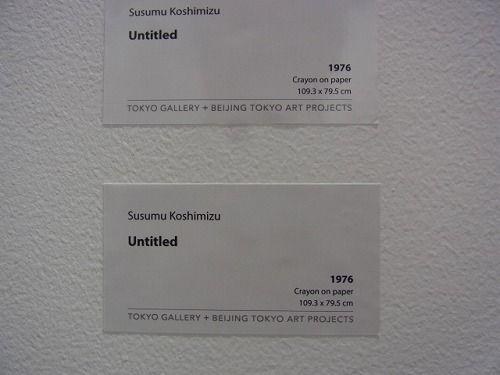 Susumu Koshimizu
Untitled
1976
Crayon on paper
109.3 x 79.5 cm
TOKYO GALLERY + BEIJING TOKYO ART PROJECTS
Susumu Koshimizu
Untitled
1976
Crayon on paper
109.3 x 79.5 cm
TOKYO GALLERY + BEIJING TOKYO ART PROJECTS